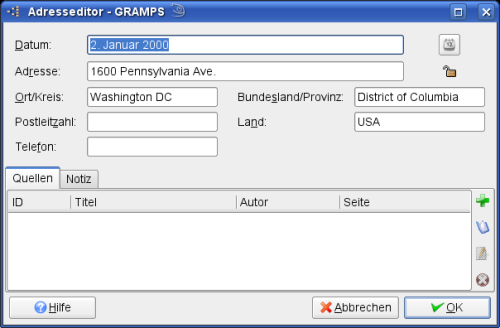 Adresseditor - GRAMPS
Datum: 2. Januar 2000
Adresse: 1600 Pennsylvania Ave.
Ort/Kreis: Washington DC Bundesland/Provinz: District of Columbia
Postleitzahl: Land: USA
Telefon:
Quellen Notiz
ID Titel Autor Seite
Hilfe Abbrechen OK